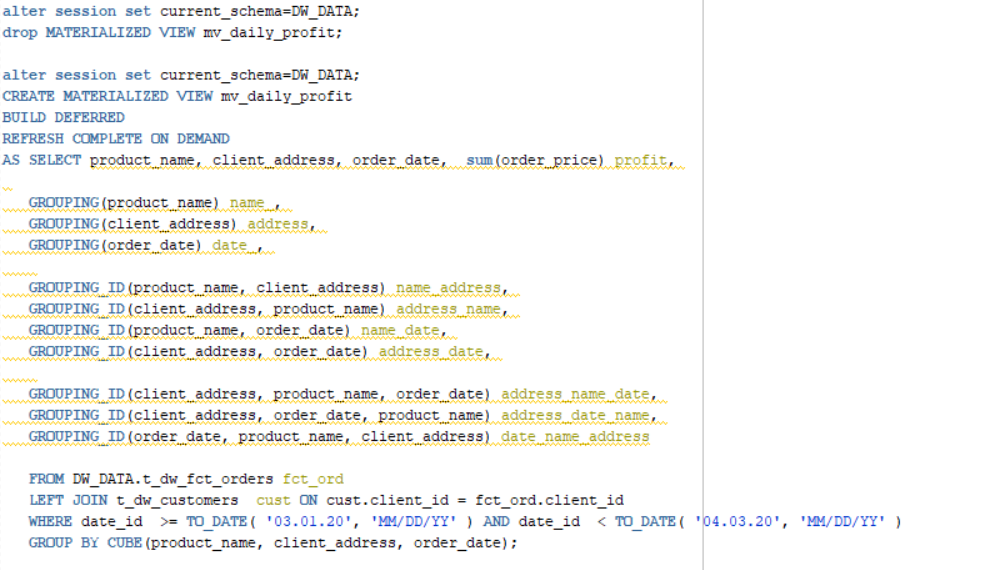 alter session set current_schema=DW_DATA;
drop MATERIALIZED VIEW mv_daily_profit;
alter session set current_schema=DW_DATA;
CREATE MATERIALIZED VIEW mv_daily_profit
BUILD DEFERRED
REFRESH COMPLETE ON DEMAND
AS SELECT product_name, client_address, order_date,  sum(order_price) profit,
GROUPING(product_name) name_,
GROUPING(client_address) address,
GROUPING(order_date) date_,
GROUPING_ID(product_name, client_address) name_address,
GROUPING_ID(client_address, product_name) address_name,
GROUPING_ID(product_name, order_date) name_date,
GROUPING_ID(client_address, order_date) address_date,
GROUPING_ID(client_address, product_name, order_date) address_name_date,
GROUPING_ID(client_address, order_date, product_name) address_date_name,
GROUPING_ID(order_date, product_name, client_address) date_name_address
FROM DW_DATA.t_dw_fct_orders fct_ord
LEFT JOIN t_dw_customers  cust ON cust.client_id = fct_ord.client_id
WHERE date_id  >= TO_DATE( '03.01.20', 'MM/DD/YY' ) AND date_id  < TO_DATE( '04.03.20', 'MM/DD/YY' )
GROUP BY CUBE(product_name, client_address, order_date);